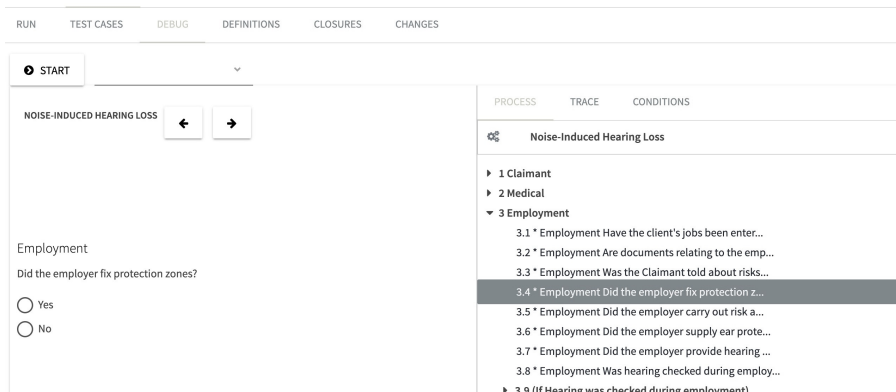 RUN TEST CASES DEBUG DEFINITIONS CLOSURES CHANGES
START
NOISE-INDUCED HEARING LOSS
Employment
Did the employer fix protection zones?
Yes
No
PROCESS TRACE CONDITIONS
Noise-Induced Hearing Loss
1 Claimant
2 Medical
3 Employment
3.1 * Employment Have the client's jobs been enter...
3.2 * Employment Are documents relating to the emp...
3.3 * Employment Was the Claimant told about risks...
3.4 * Employment Did the employer fix protection z...
3.5 * Employment Did the employer carry out risk a...
3.6 * Employment Did the employer supply ear prote...
3.7 * Employment Did the employer provide hearing ...
3.8 * Employment Was hearing checked during employ...
3.9 (If Hearing was checked during employment)